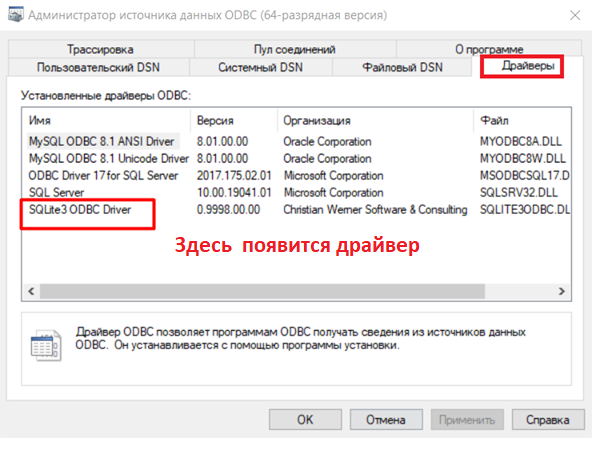 Администратор источника данных ODBC (64-разрядная версия)
Трассировка Пул соединений О программе
Пользовательский DSN Системный DSN Файловый DSN Драйверы
Установленные драйверы ODBC:
Имя Версия Организация Файл
MySQL ODBC 8.1 ANSI Driver 8.01.00.00 Oracle Corporation MYODBC8A.DLL
MySQL ODBC 8.1 Unicode Driver 8.01.00.00 Oracle Corporation MYODBC8W.DLL
ODBC Driver 17 for SQL Server 2017.175.02.01 Microsoft Corporation MSODBCSQL17.D
SQL Server 10.00.19041.01 Microsoft Corporation SQLSRV32.DLL
SQLite3 ODBC Driver 0.9998.00.00 Christian Werner Software & Consulting SQLITE3ODBC.DL
Здесь появится драйвер
Драйвер ODBC позволяет программам ODBC получать сведения из источников данных
ODBC. Он устанавливается с помощью программы установки.
OK Отмена Применить Справка